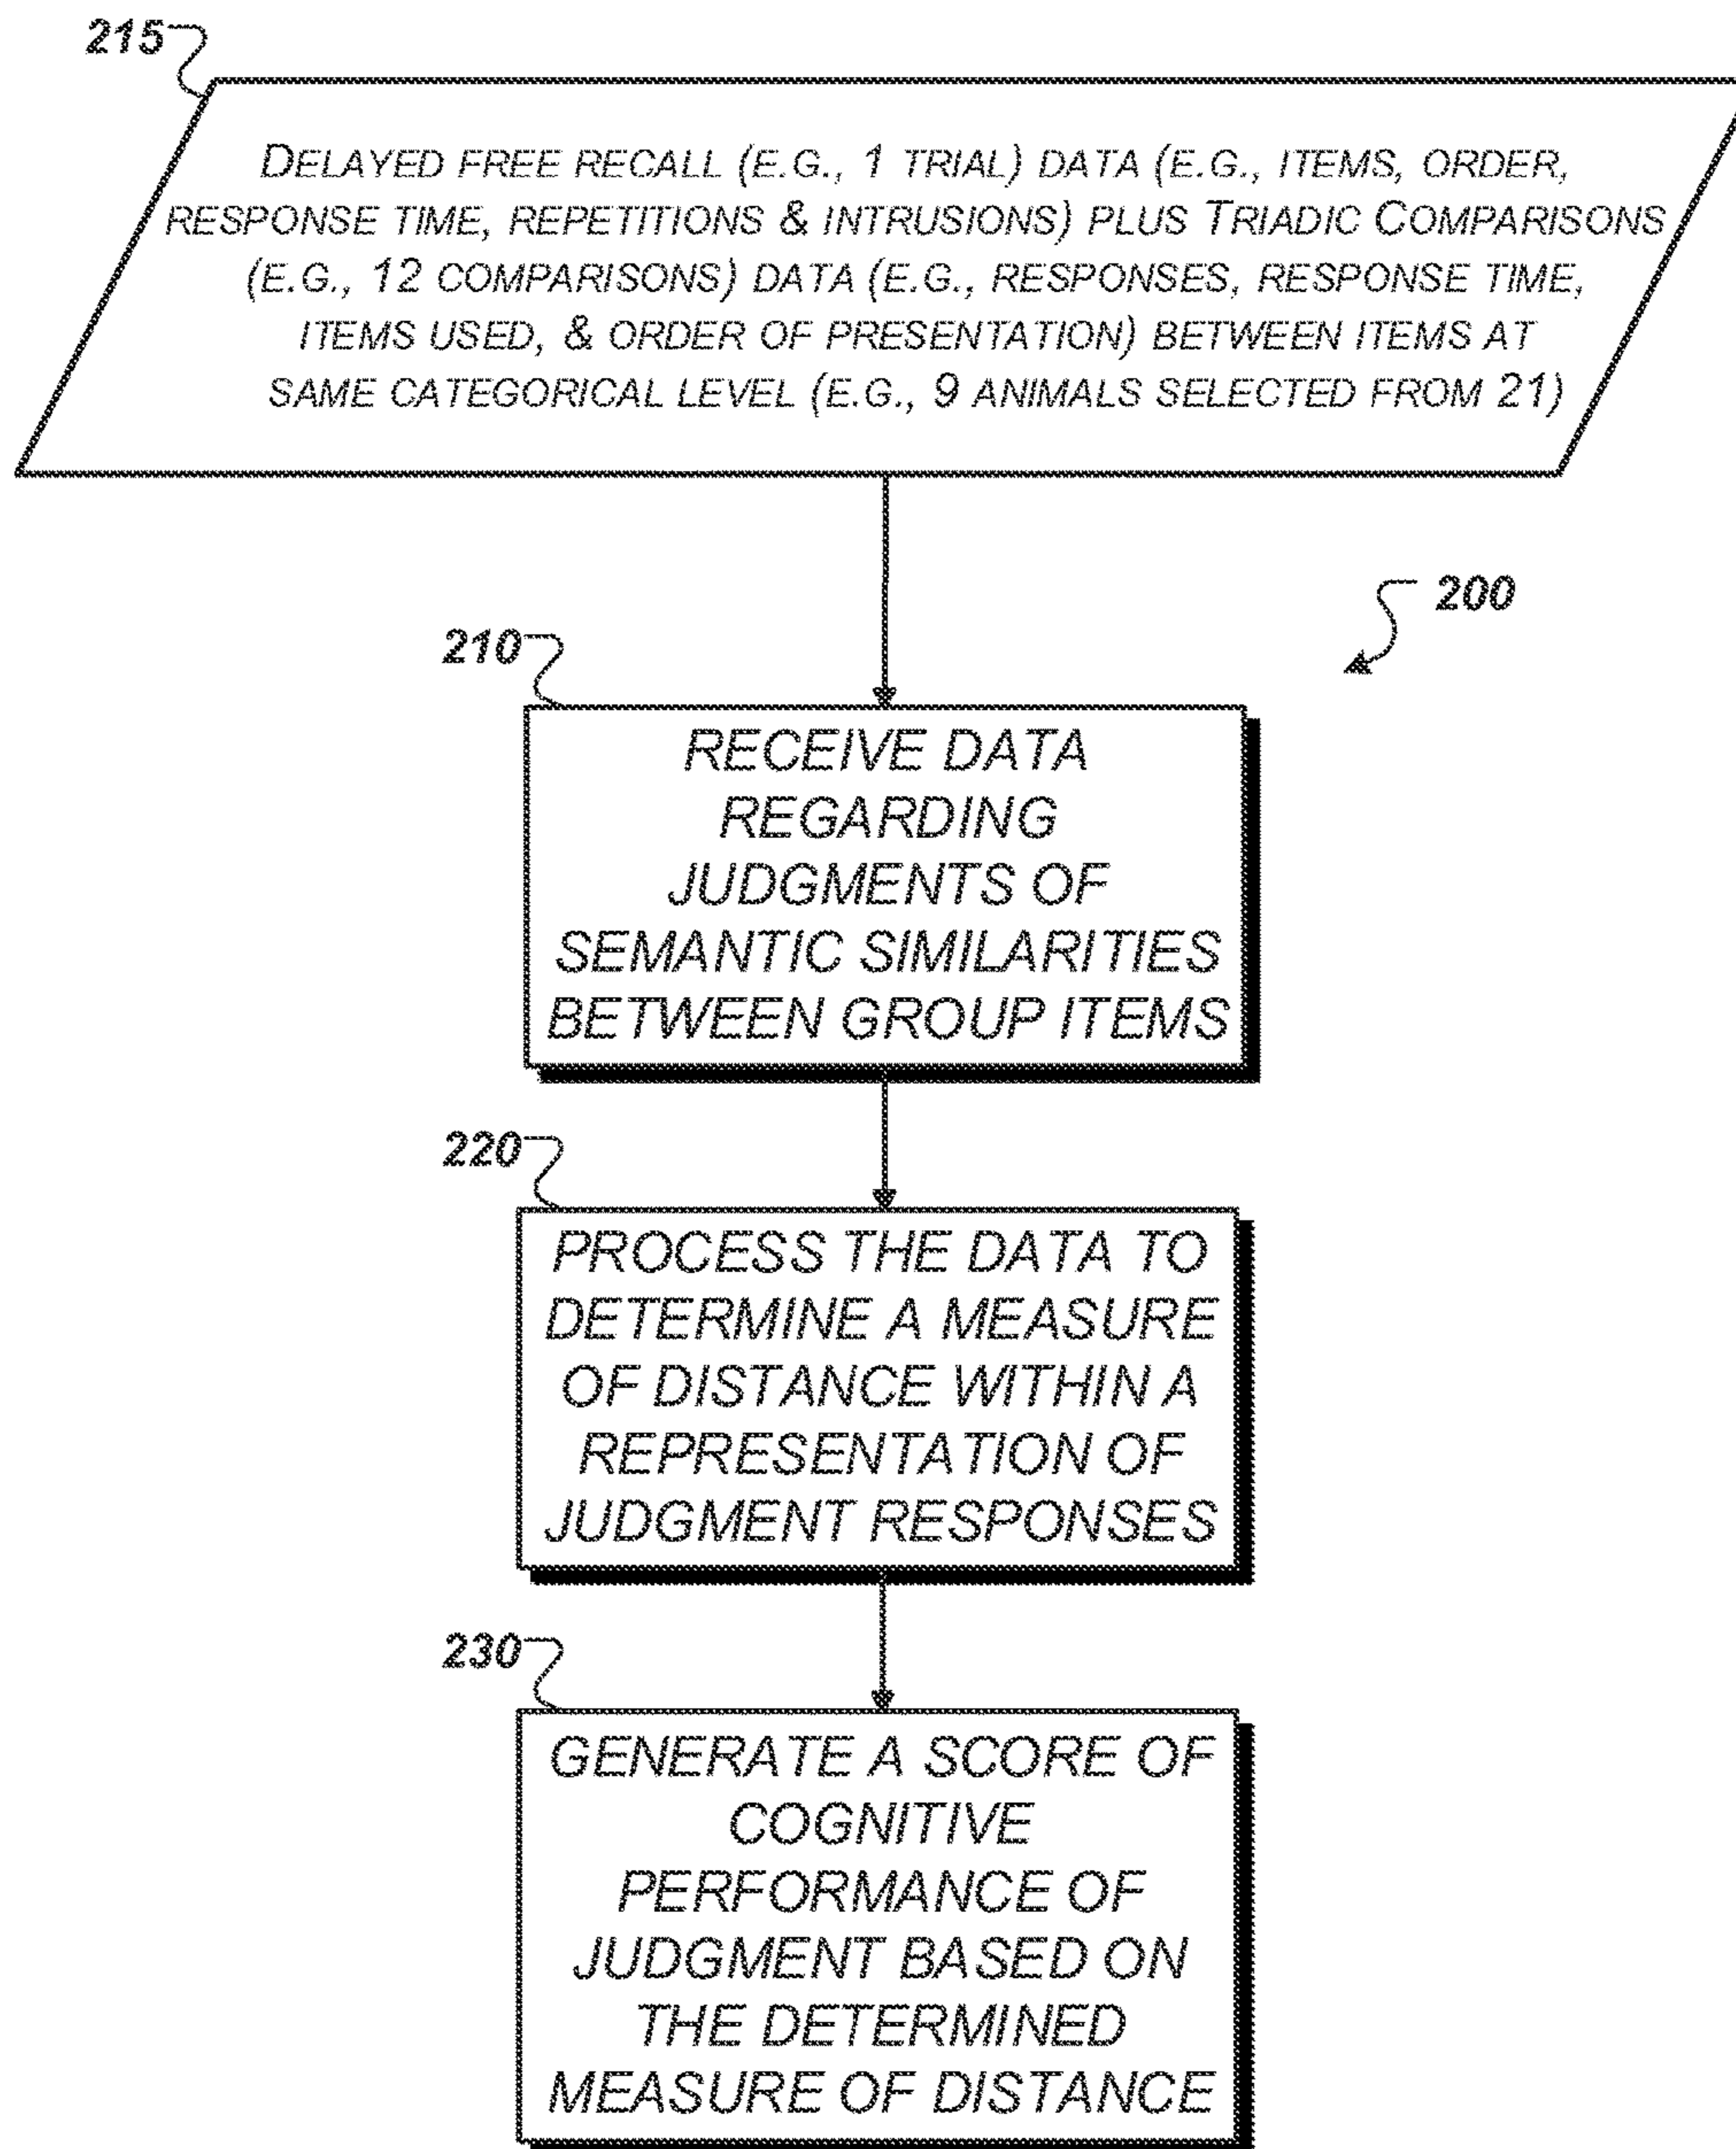 215
DELAYED FREE RECALL (E.G., 1 TRIAL) DATA (E.G., ITEMS, ORDER,
RESPONSE TIME, REPETITIONS & INTRUSIONS) PLUS TRIADIC COMPARISONS
(E.G., 12 COMPARISONS) DATA (E.G., RESPONSES, RESPONSE TIME,
ITEMS USED, & ORDER OF PRESENTATION) BETWEEN ITEMS AT
SAME CATEGORICAL LEVEL (E.G., 9 ANIMALS SELECTED FROM 21)
200
210
RECEIVE DATA
REGARDING
JUDGMENTS OF
SEMANTIC SIMILARITIES
BETWEEN GROUP ITEMS
220
PROCESS THE DATA TO
DETERMINE A MEASURE
OF DISTANCE WITHIN A
REPRESENTATION OF
JUDGMENT RESPONSES
230
GENERATE A SCORE OF
COGNITIVE
PERFORMANCE OF
JUDGMENT BASED ON
THE DETERMINED
MEASURE OF DISTANCE